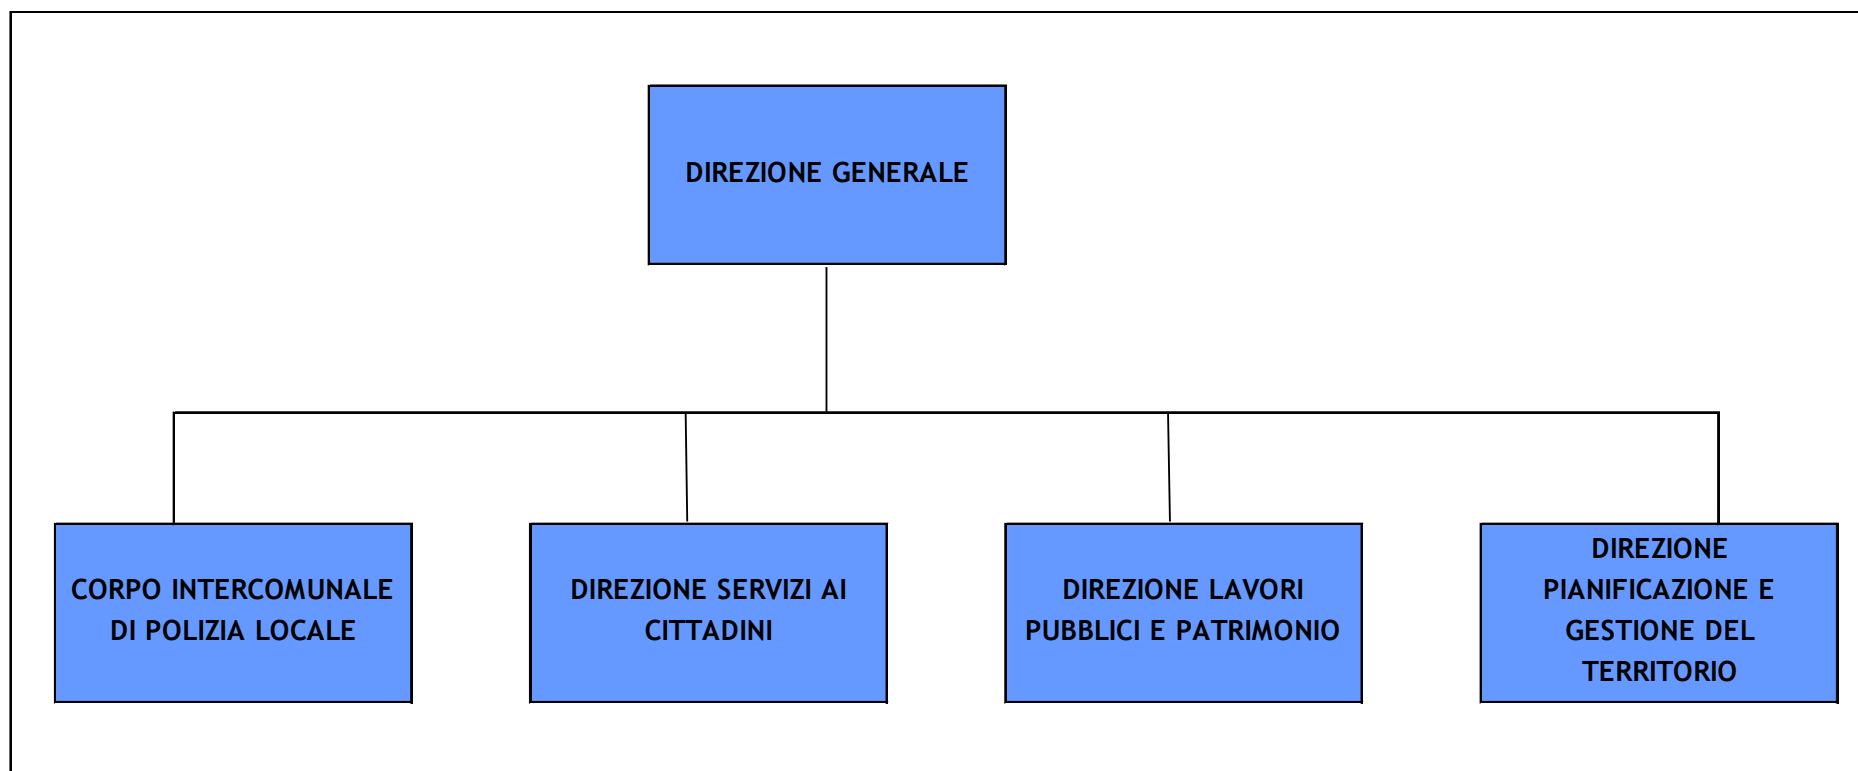 DIREZIONE GENERALE
CORPO INTERCOMUNALE
DI POLIZIA LOCALE
DIREZIONE SERVIZI AI
CITTADINI
DIREZIONE LAVORI
PUBBLICI E PATRIMONIO
DIREZIONE
PIANIFICAZIONE E
GESTIONE DEL
TERRITORIO